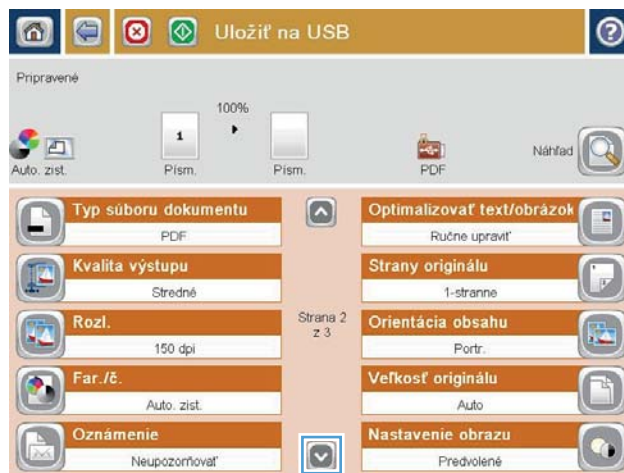 Uložiť na USB
Pripravené
100%
1
Auto. zist.
Písm.
Písm.
PDF
Náhľad
Typ súboru dokumentu
PDF
Kvalita výstupu
Stredné
Rozl.
150 dpi
Far./č.
Auto. zist.
Oznámenie
Neupozorňovať
Strana 2
z 3
Optimalizovať text/obrázok
Ručne upraviť
Strany originálu
1-stranne
Orientácia obsahu
Portr.
Veľkosť originálu
Auto
Nastavenie obrazu
Predvolené